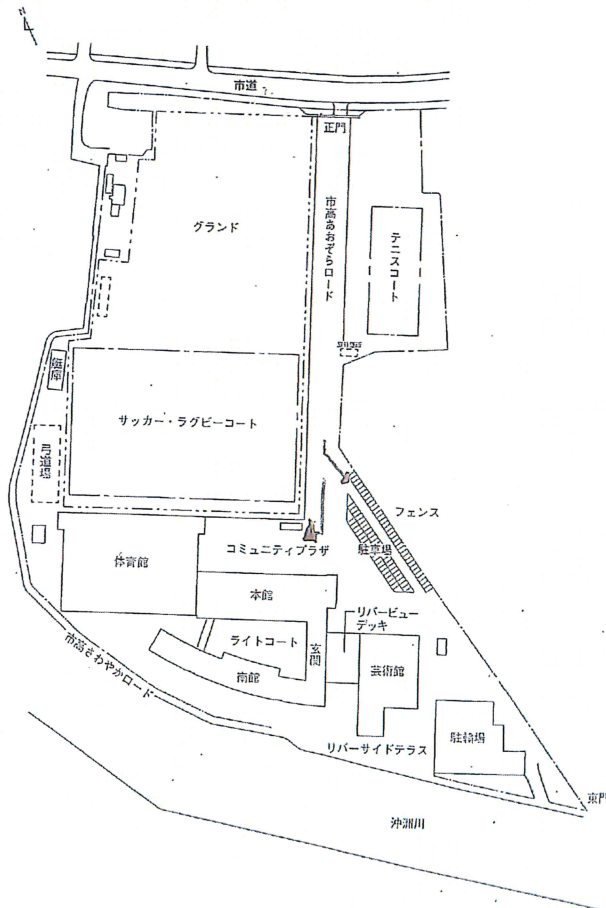 N
市道
正門
グランド
市高あおぞらロード
テニスコート
サッカー・ラグビーコート
弓道場
フェンス
コミュニティプラザ
駐車場
体育館
本館
リバービュー
デッキ
ライトコート
玄関
南館
芸術館
市高さわやかロード
リバーサイドテラス
駐輪場
東門
沖洲川